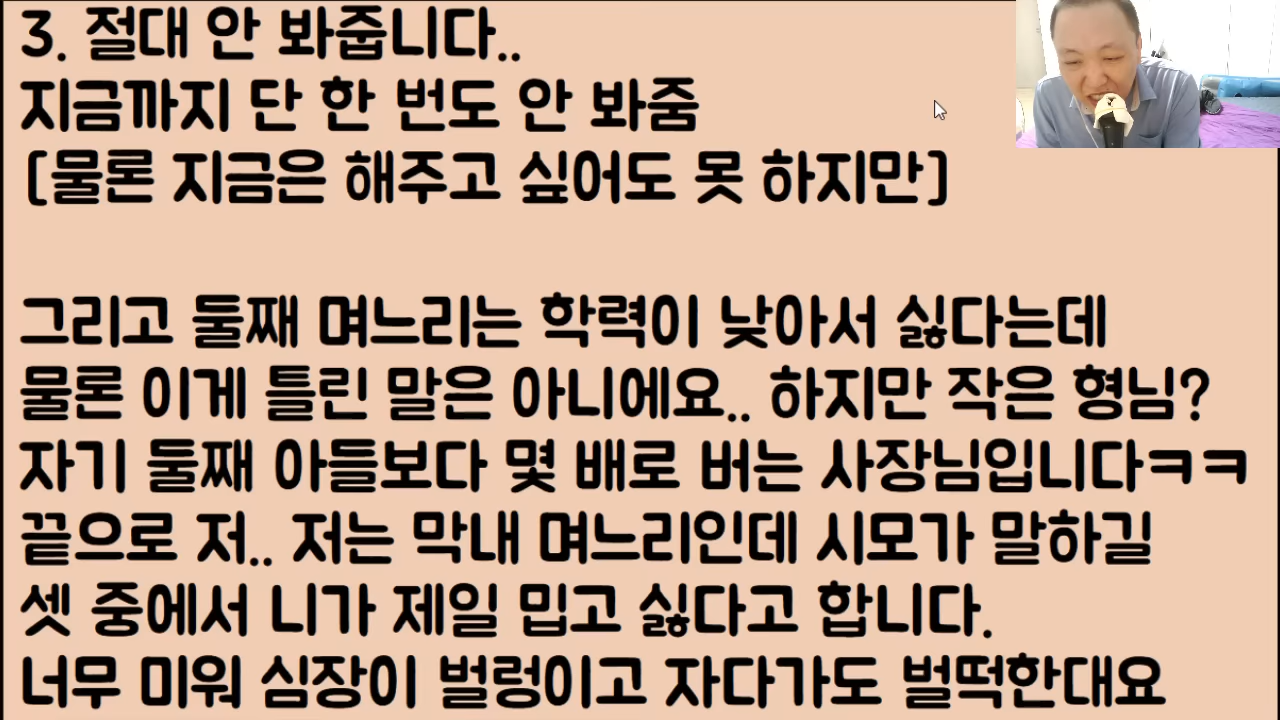 3. 절대 안 봐줍니다..
지금까지 단 한 번도 안 봐줌
[물론 지금은 해주고 싶어도 못 하지만]
그리고 둘째 며느리는 학력이 낮아서 싫다는데
물론 이게 틀린 말은 아니에요.. 하지만 작은 형님?
자기 둘째 아들보다 몇 배로 버는 사장님입니다ㅋㅋ
끝으로 저.. 저는 막내 며느리인데 시모가 말하길
셋 중에서 니가 제일 밉고 싫다고 합니다.
너무 미워 심장이 벌렁이고 자다가도 벌떡한대요